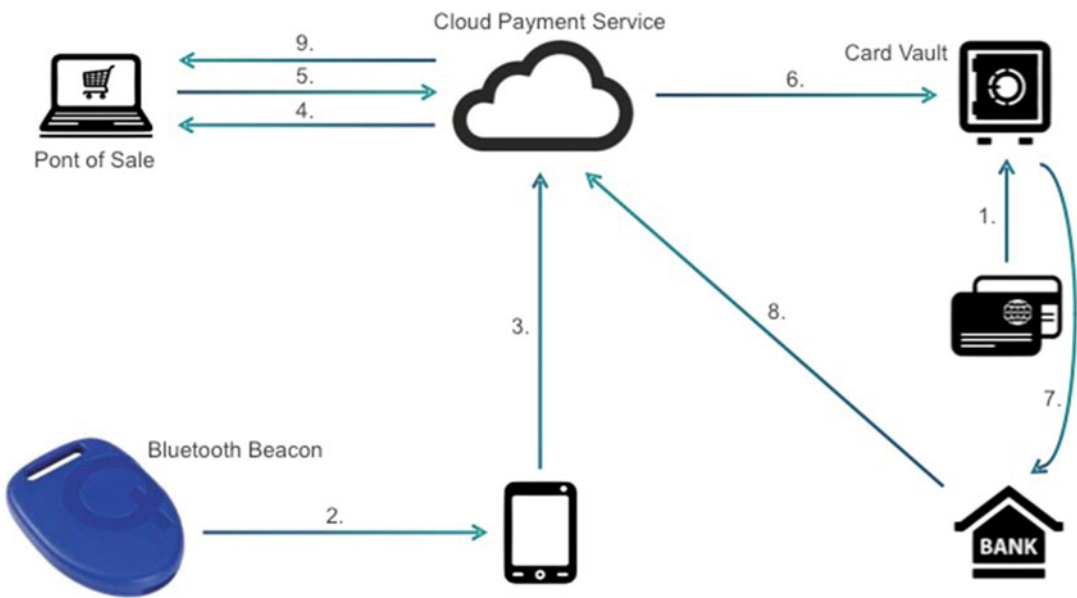 Cloud Payment Service
Card Vault
9.
5.
6.
4.
Pont of Sale
1.
3.
8.
7.
Bluetooth Beacon
2.
BANK